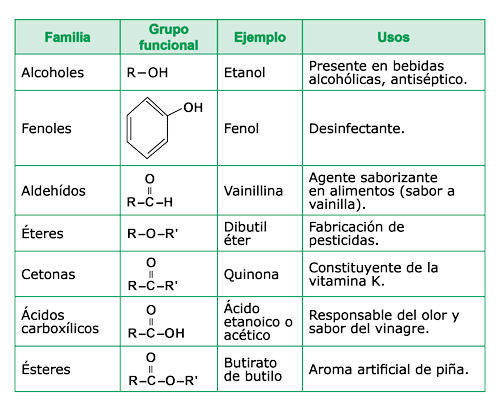 Familia
Grupo
funcional
Ejemplo
Usos
Alcoholes
R–OH
Etanol
Presente en bebidas
alcohólicas, antiséptico.
Fenoles
OH
Fenol
Desinfectante.
Aldehídos
O
R–C–H
Vainillina
Agente saborizante
en alimentos (sabor a
vainilla).
Éteres
R–O–R'
Dibutil
éter
Fabricación de
pesticidas.
Cetonas
O
R–C–R'
Quinona
Constituyente de la
vitamina K.
Ácidos
carboxílicos
O
R–C–OH
Ácido
etanoico o
acético
Responsable del olor y
sabor del vinagre.
Ésteres
O
R–C–O–R'
Butirato
de butilo
Aroma artificial de piña.